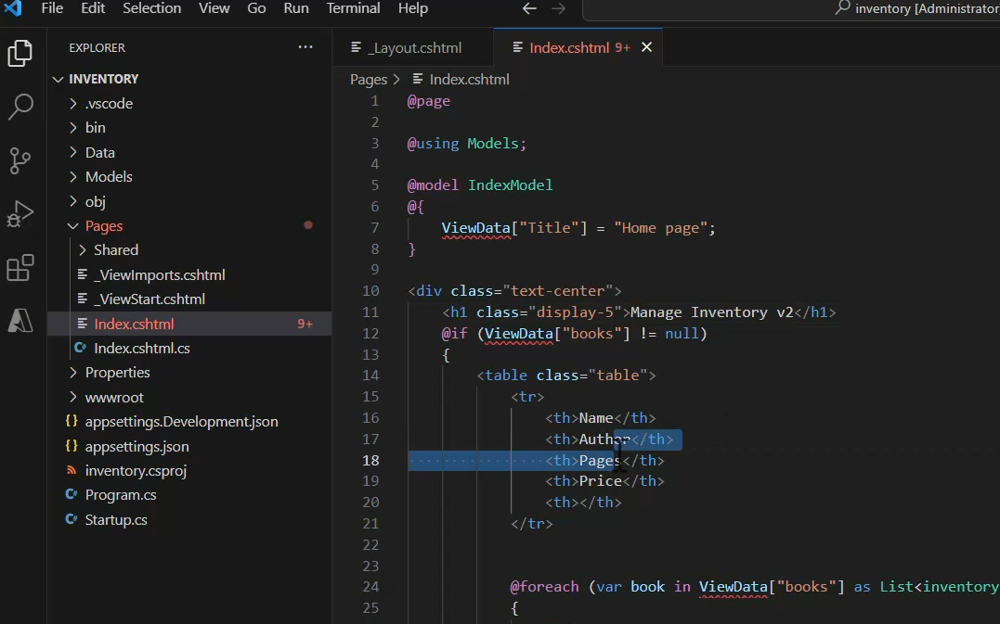 File Edit Selection View Go Run Terminal Help
inventory [Administrator
EXPLORER
INVENTORY
.vscode
bin
Data
Models
obj
Pages
Shared
_ViewImports.cshtml
_ViewStart.cshtml
Index.cshtml 9+
Index.cshtml.cs
Properties
wwwroot
{} appsettings.Development.json
{} appsettings.json
inventory.csproj
C# Program.cs
C# Startup.cs
_Layout.cshtml
Index.cshtml 9+
Pages > Index.cshtml
1 @page
2
3 @using Models;
4
5 @model IndexModel
6 @{
7 ViewData["Title"] = "Home page";
8 }
9
10 <div class="text-center">
11 <h1 class="display-5">Manage Inventory v2</h1>
12 @if (ViewData["books"] != null)
13 {
14 <table class="table">
15 <tr>
16 <th>Name</th>
17 <th>Author</th>
18 <th>Pages</th>
19 <th>Price</th>
20 <th></th>
21 </tr>
22
23
24 @foreach (var book in ViewData["books"] as List<inventory
25 {